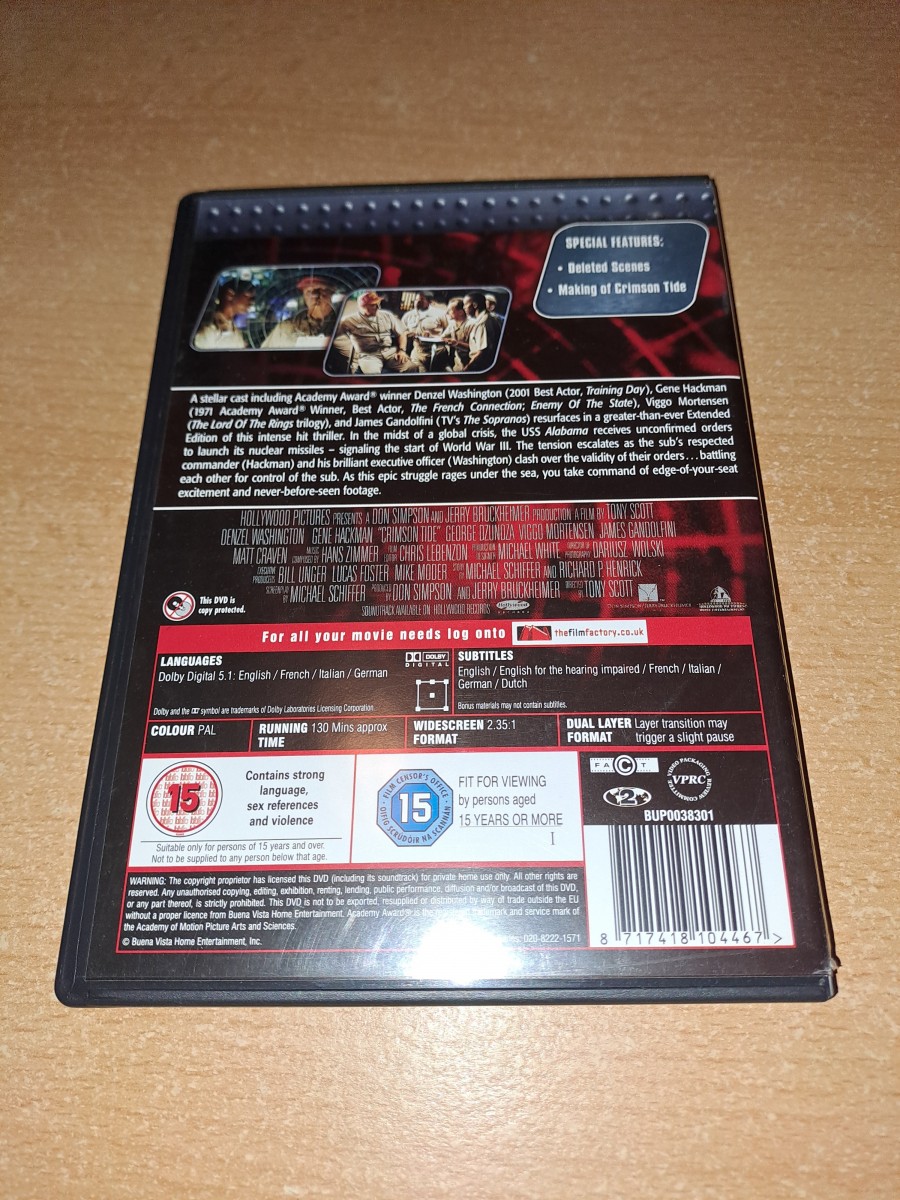 SPECIAL FEATURES:
• Deleted Scenes
• Making of Crimson Tide
A stellar cast including Academy Award® winner Denzel Washington (2001 Best Actor, Training Day), Gene Hackman
(1971 Academy Award® Winner, Best Actor, The French Connection; Enemy Of The State), Viggo Mortensen
(The Lord Of The Rings trilogy), and James Gandolfini (TV's The Sopranos) resurfaces in a greater-than-ever Extended
Edition of this intense hit thriller. In the midst of a global crisis, the USS Alabama receives unconfirmed orders
to launch its nuclear missiles – signaling the start of World War III. The tension escalates as the sub's respected
commander (Hackman) and his brilliant executive officer (Washington) clash over the validity of their orders...battling
each other for control of the sub. As this epic struggle rages under the sea, you take command of edge-of-your-seat
excitement and never-before-seen footage.
HOLLYWOOD PICTURES PRESENTS A DON SIMPSON AND JERRY BRUCKHEIMER PRODUCTION A FILM BY TONY SCOTT
DENZEL WASHINGTON GENE HACKMAN "CRIMSON TIDE" GEORGE DZUNDZA VIGGO MORTENSEN JAMES GANDOLFINI
MATT CRAVEN MUSIC COMPOSED BY HANS ZIMMER FILM EDITOR CHRIS LEBENZON PRODUCTION DESIGNER MICHAEL WHITE DIRECTOR OF PHOTOGRAPHY DARIUSZ WOLSKI
EXECUTIVE PRODUCERS BILL UNGER LUCAS FOSTER MIKE MODER STORY BY MICHAEL SCHIFFER AND RICHARD P. HENRICK
SCREENPLAY BY MICHAEL SCHIFFER PRODUCED BY DON SIMPSON AND JERRY BRUCKHEIMER DIRECTED BY TONY SCOTT
This DVD is
copy protected.
SOUNDTRACK AVAILABLE ON HOLLYWOOD RECORDS
Hollywood
RECORDS
For all your movie needs log onto thefilmfactory.co.uk
LANGUAGES
Dolby Digital 5.1: English / French / Italian / German
DOLBY
DIGITAL
Dolby and the DD symbol are trademarks of Dolby Laboratories Licensing Corporation.
SUBTITLES
English / English for the hearing impaired / French / Italian /
German / Dutch
Bonus materials may not contain subtitles.
COLOUR PAL
RUNNING TIME 130 Mins approx
WIDESCREEN FORMAT 2.35:1
DUAL LAYER FORMAT Layer transition may
trigger a slight pause
15
Contains strong
language,
sex references
and violence
Suitable only for persons of 15 years and over.
Not to be supplied to any person below that age.
FILM CENSOR'S OFFICE
15
OIFIG SCRÚDÓIR NA SCANNÁN
FIT FOR VIEWING
by persons aged
15 YEARS OR MORE
I
FACT
VIDEO PACKAGING
VPRC
REVIEW COMMITTEE
2
BUP0038301
8 717418 104467 >
WARNING: The copyright proprietor has licensed this DVD (including its soundtrack) for private home use only. All other rights are
reserved. Any unauthorised copying, editing, exhibition, renting, lending, public performance, diffusion and/or broadcast of this DVD,
or any part thereof, is strictly prohibited. This DVD is not to be exported, resupplied or distributed by way of trade outside the EU
without a proper licence from Buena Vista Home Entertainment. Academy Award® is the trademark and service mark of
the Academy of Motion Picture Arts and Sciences.
© Buena Vista Home Entertainment, Inc.
020-8222-1571